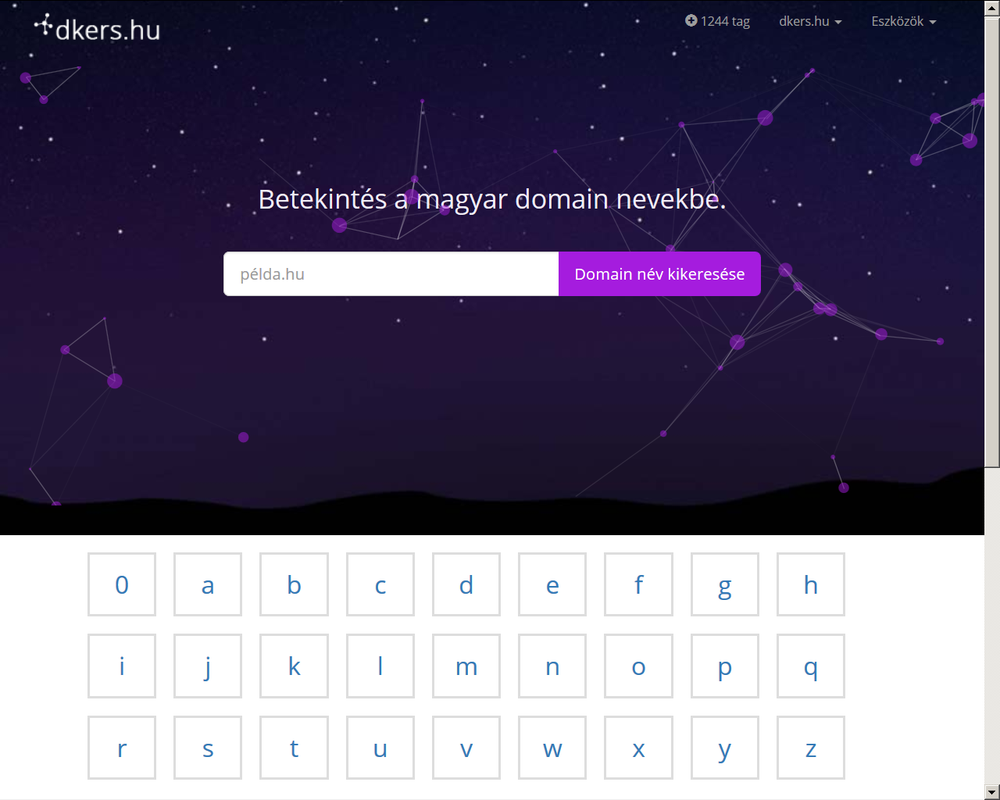 dkers.hu
1244 tag dkers.hu Eszközök
Betekintés a magyar domain nevekbe.
példa.hu Domain név kikeresése
0 a b c d e f g h
i j k l m n o p q
r s t u v w x y z